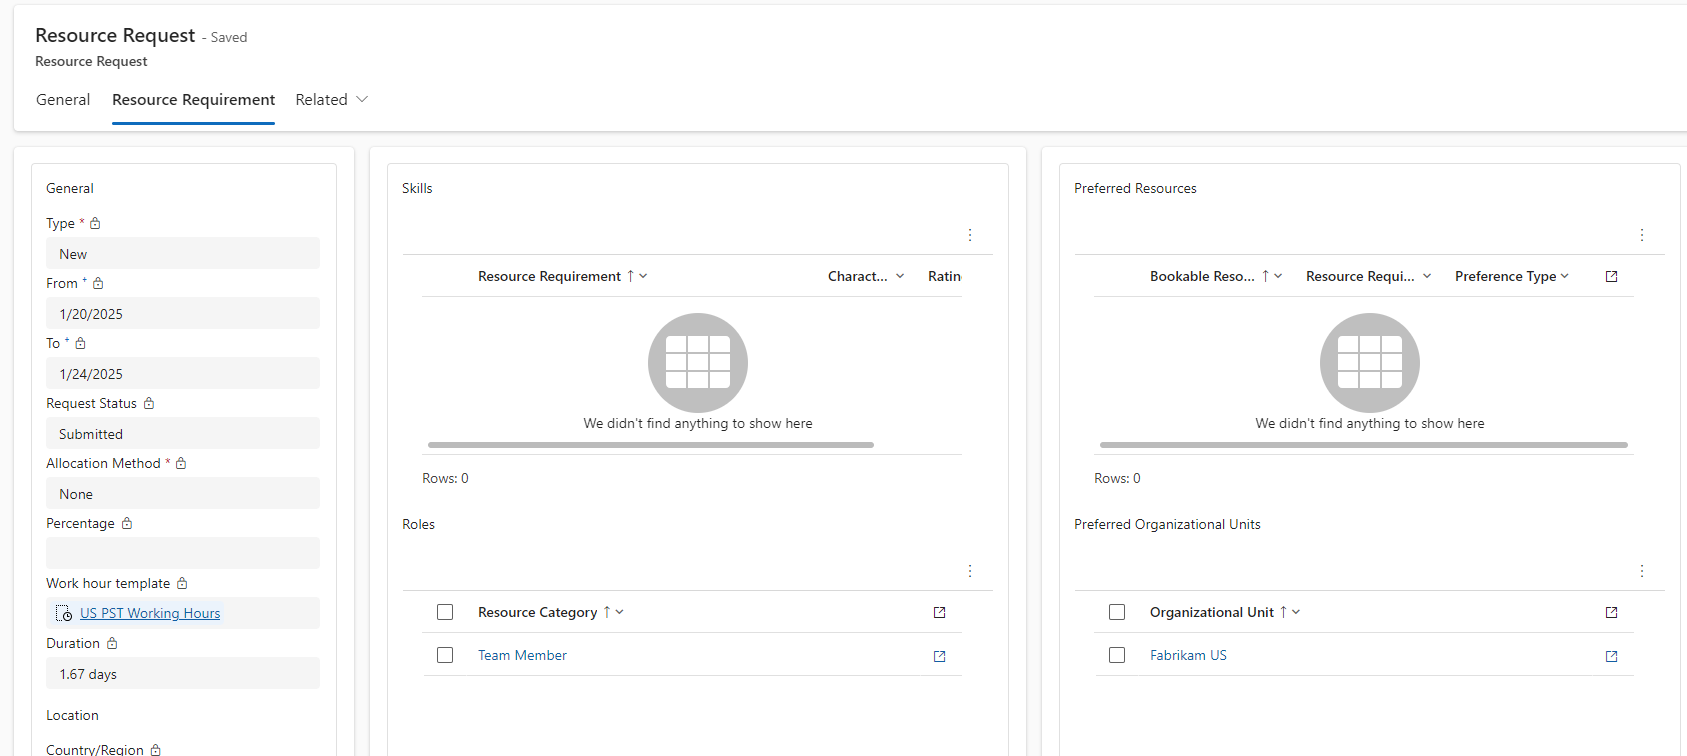 Resource Request - Saved
Resource Request
General Resource Requirement Related
General
Type *
New
From +
1/20/2025
To +
1/24/2025
Request Status
Submitted
Allocation Method *
None
Percentage
Work hour template
US PST Working Hours
Duration
1.67 days
Location
Country/Region
Skills
Resource Requirement ↑ Charact... Ratin
We didn't find anything to show here
Rows: 0
Roles
Resource Category ↑
Team Member
Preferred Resources
Bookable Reso... ↑ Resource Requi... Preference Type
We didn't find anything to show here
Rows: 0
Preferred Organizational Units
Organizational Unit ↑
Fabrikam US